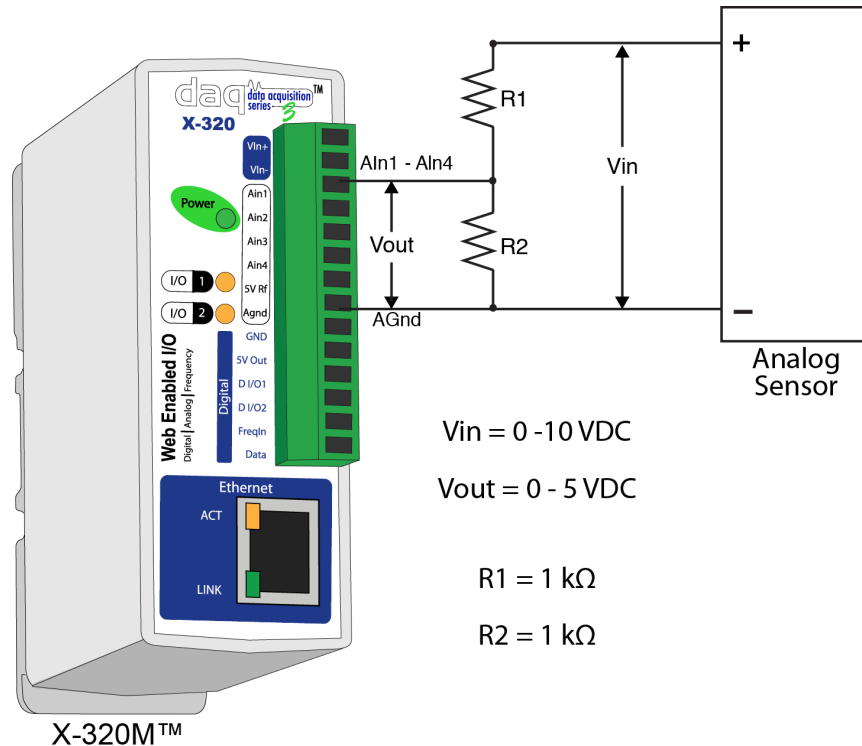 daq
data acquisition
series
TM
3
X-320
VIn+
VIn-
Power
Ain1
Ain2
Ain3
Ain4
5V Rf
Agnd
I/O 1
I/O 2
GND
5V Out
D I/O1
D I/O2
FreqIn
Data
Digital
Web Enabled I/O
Digital | Analog | Frequency
Ethernet
ACT
LINK
X-320M™
AIn1 - AIn4
Vout
AGnd
R1
R2
Vin
+
–
Analog
Sensor
Vin = 0 -10 VDC
Vout = 0 - 5 VDC
R1 = 1 kΩ
R2 = 1 kΩ